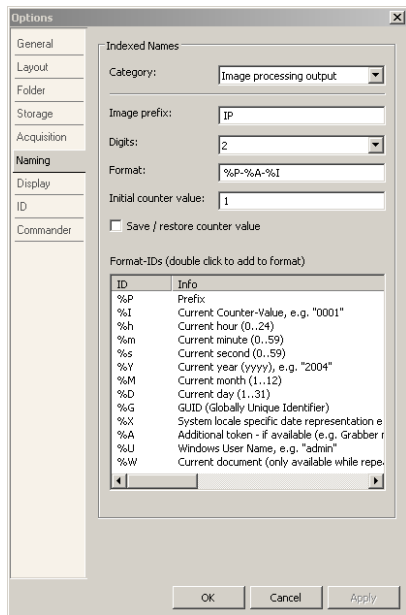 Options
General
Layout
Folder
Storage
Acquisition
Naming
Display
ID
Commander
Indexed Names
Category: Image processing output
Image prefix: IP
Digits: 2
Format: %P-%A-%I
Initial counter value: 1
Save / restore counter value
Format-IDs (double click to add to format)
ID Info
%P Prefix
%I Current Counter-Value, e.g. "0001"
%h Current hour (0..24)
%m Current minute (0..59)
%s Current second (0..59)
%Y Current year (yyyy), e.g. "2004"
%M Current month (1..12)
%D Current day (1..31)
%G GUID (Globally Unique Identifier)
%X System locale specific date representation e
%A Additional token - if available (e.g. Grabber
%U Windows User Name, e.g. "admin"
%W Current document (only available while
OK Cancel Apply